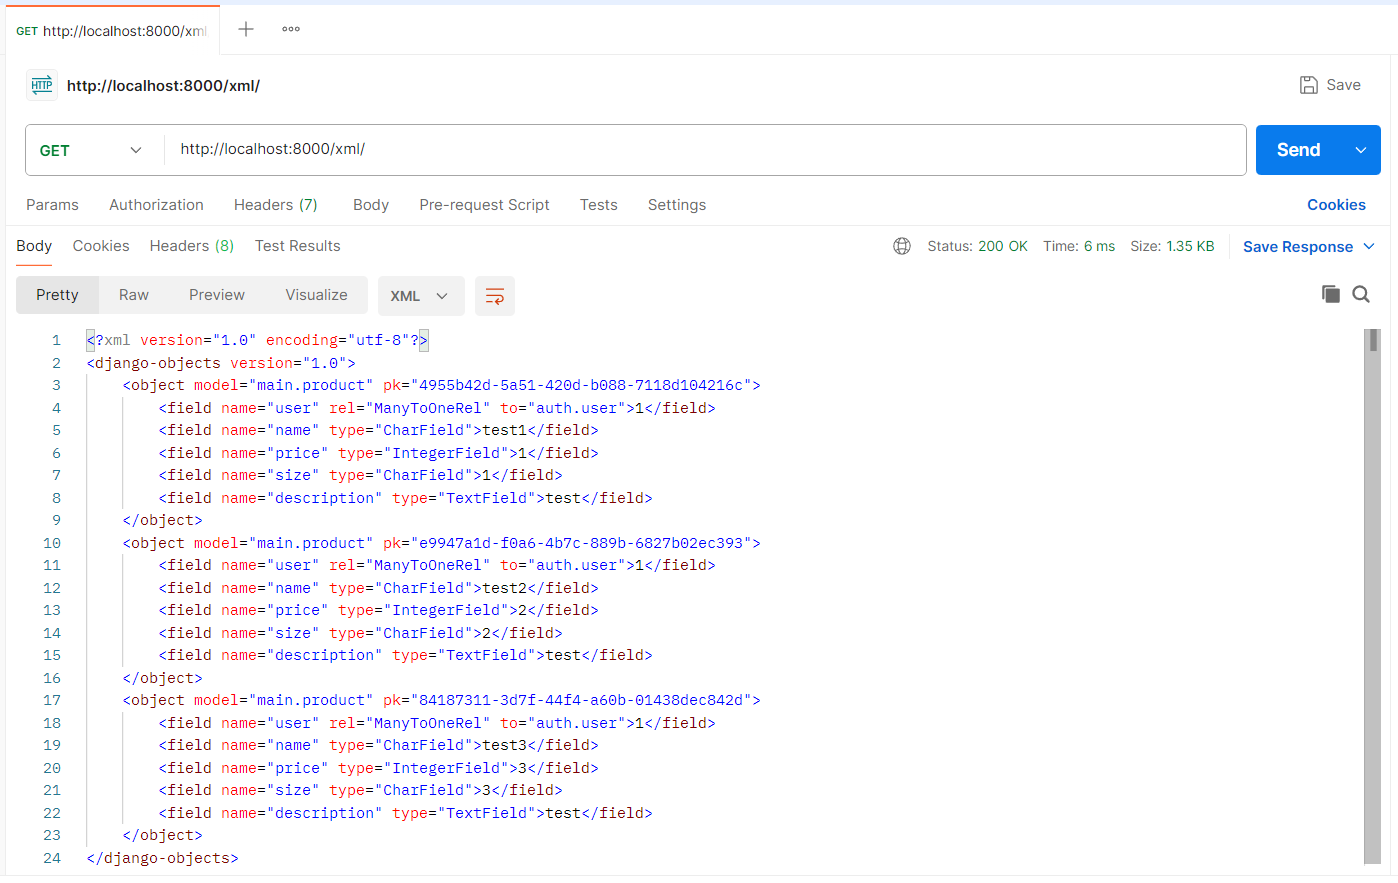 GET http://localhost:8000/xml
HTTP http://localhost:8000/xml/
Save
GET http://localhost:8000/xml/
Send
Params Authorization Headers (7) Body Pre-request Script Tests Settings Cookies
Body Cookies Headers (8) Test Results Status: 200 OK Time: 6 ms Size: 1.35 KB Save Response
Pretty Raw Preview Visualize XML
1 <?xml version="1.0" encoding="utf-8"?>
2 <django-objects version="1.0">
3 <object model="main.product" pk="4955b42d-5a51-420d-b088-7118d104216c">
4 <field name="user" rel="ManyToOneRel" to="auth.user">1</field>
5 <field name="name" type="CharField">test1</field>
6 <field name="price" type="IntegerField">1</field>
7 <field name="size" type="CharField">1</field>
8 <field name="description" type="TextField">test</field>
9 </object>
10 <object model="main.product" pk="e9947a1d-f0a6-4b7c-889b-6827b02ec393">
11 <field name="user" rel="ManyToOneRel" to="auth.user">1</field>
12 <field name="name" type="CharField">test2</field>
13 <field name="price" type="IntegerField">2</field>
14 <field name="size" type="CharField">2</field>
15 <field name="description" type="TextField">test</field>
16 </object>
17 <object model="main.product" pk="84187311-3d7f-44f4-a60b-01438dec842d">
18 <field name="user" rel="ManyToOneRel" to="auth.user">1</field>
19 <field name="name" type="CharField">test3</field>
20 <field name="price" type="IntegerField">3</field>
21 <field name="size" type="CharField">3</field>
22 <field name="description" type="TextField">test</field>
23 </object>
24 </django-objects>